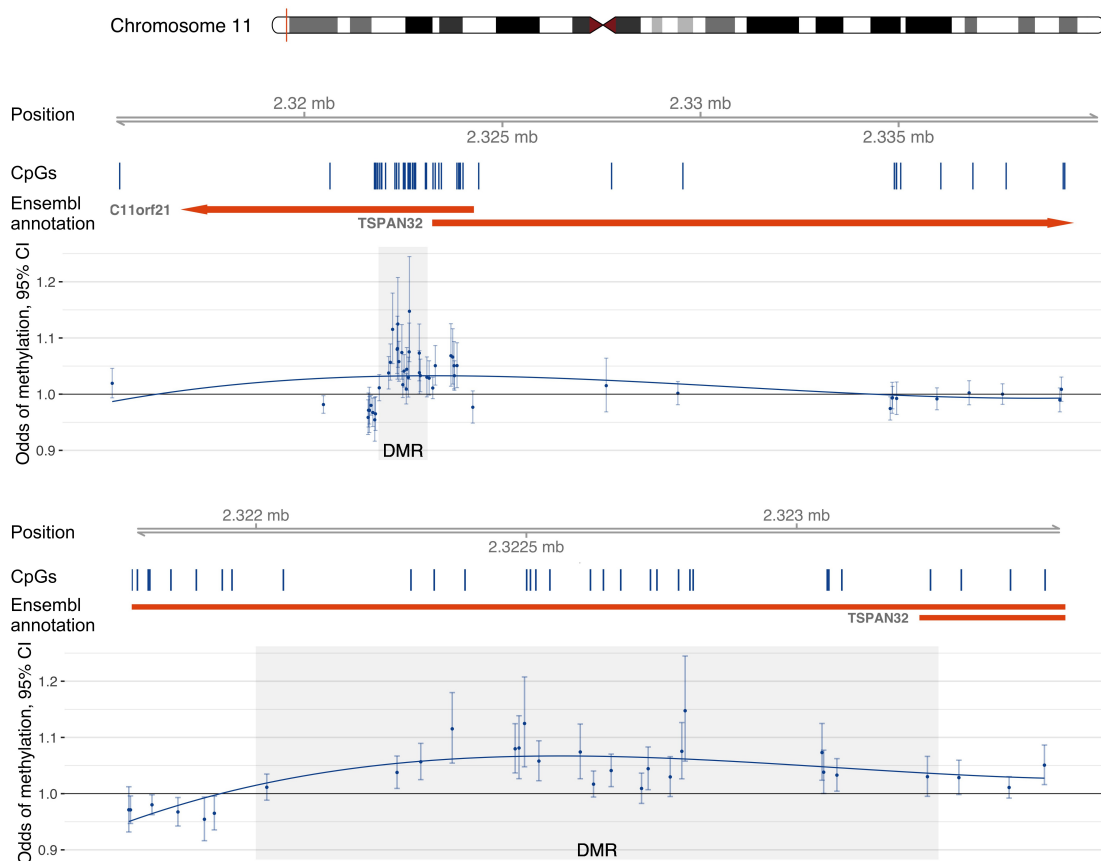 Chromosome 11
2.32 mb
2.33 mb
Position
2.325 mb
2.335 mb
CpGs
Ensembl
annotation
C11orf21
TSPAN32
Odds of methylation, 95% CI
1.2
1.1
1.0
0.9
DMR
2.322 mb
2.323 mb
Position
2.3225 mb
CpGs
Ensembl
annotation
TSPAN32
Odds of methylation, 95% CI
1.2
1.1
1.0
0.9
DMR